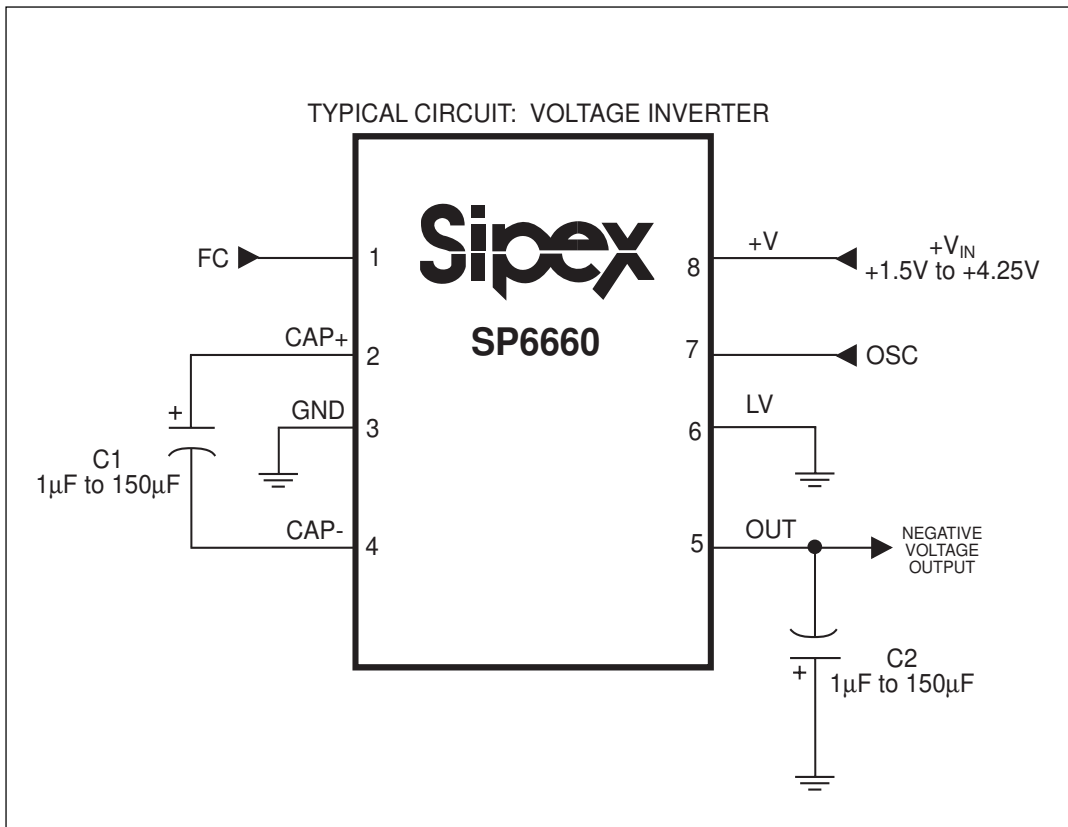 TYPICAL CIRCUIT: VOLTAGE INVERTER
Sipex
SP6660
FC
1
CAP+
2
GND
3
CAP-
4
+
C1
1µF to 150µF
8
+V
+VIN
+1.5V to +4.25V
7
OSC
6
LV
5
OUT
NEGATIVE
VOLTAGE
OUTPUT
+
C2
1µF to 150µF